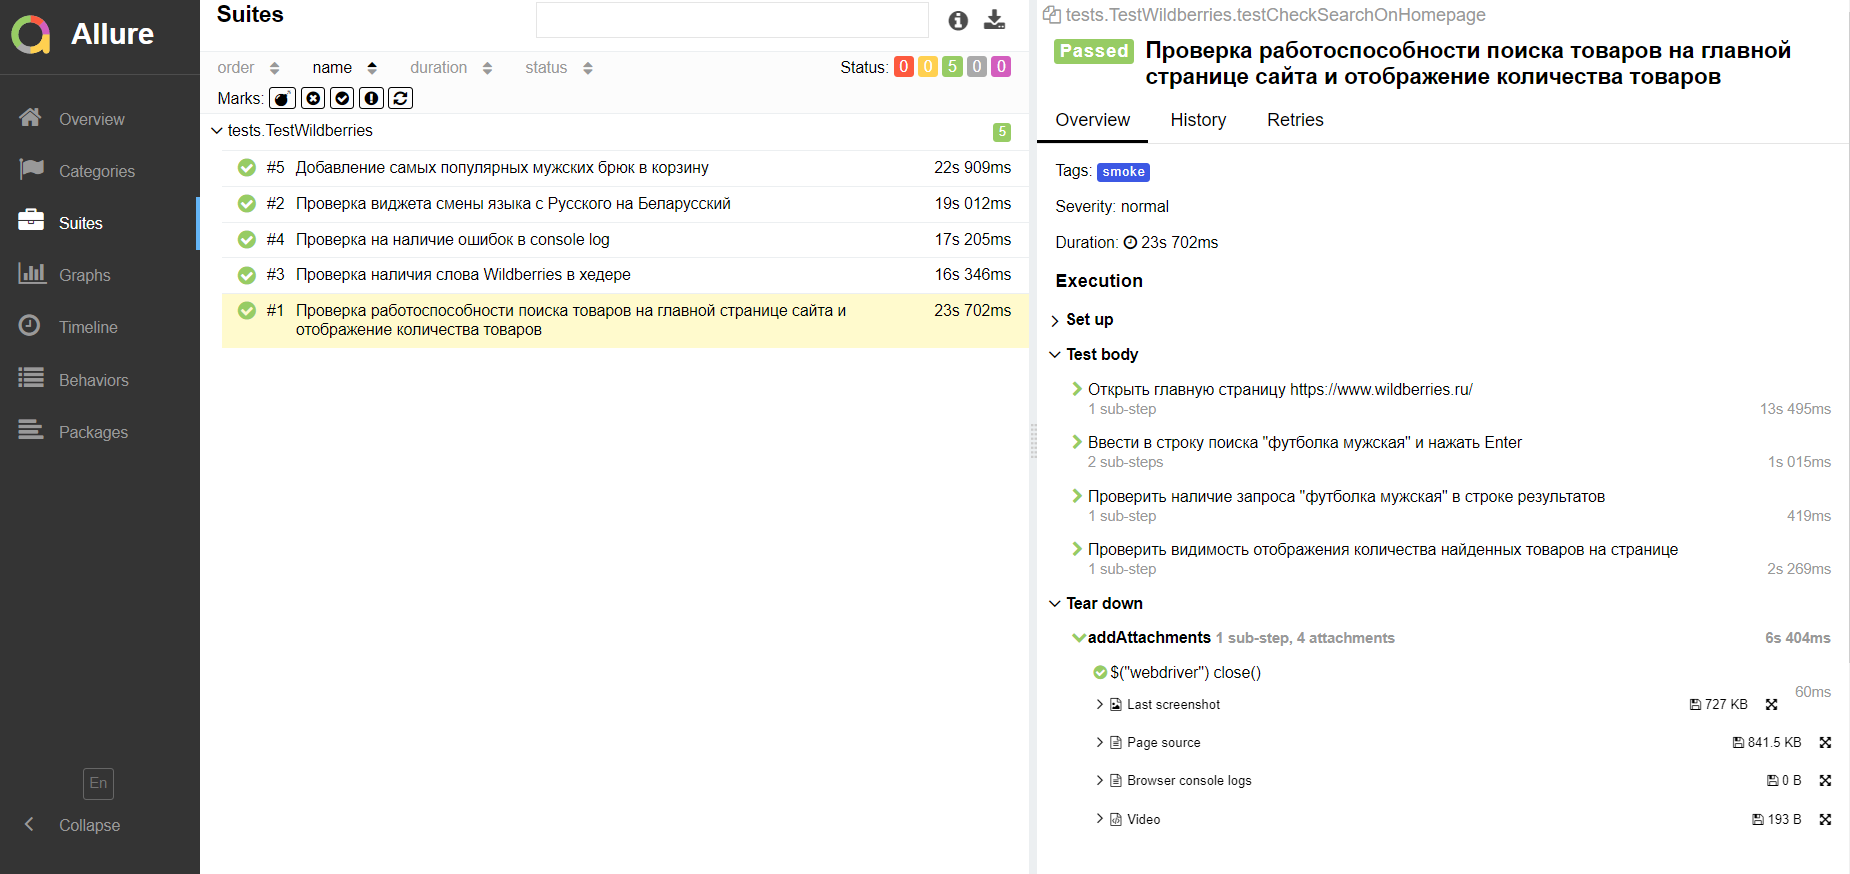 Allure
Overview
Categories
Suites
Graphs
Timeline
Behaviors
Packages
En
Collapse
Suites
order name duration status Status: 0 0 5 0 0
Marks:
tests.TestWildberries 5
#5 Добавление самых популярных мужских брюк в корзину 22s 909ms
#2 Проверка виджета смены языка с Русского на Беларусский 19s 012ms
#4 Проверка на наличие ошибок в console log 17s 205ms
#3 Проверка наличия слова Wildberries в хедере 16s 346ms
#1 Проверка работоспособности поиска товаров на главной странице сайта и 23s 702ms
отображение количества товаров
tests.TestWildberries.testCheckSearchOnHomepage
Passed Проверка работоспособности поиска товаров на главной
странице сайта и отображение количества товаров
Overview History Retries
Tags: smoke
Severity: normal
Duration: 23s 702ms
Execution
Set up
Test body
Открыть главную страницу https://www.wildberries.ru/
1 sub-step 13s 495ms
Ввести в строку поиска "футболка мужская" и нажать Enter
2 sub-steps 1s 015ms
Проверить наличие запроса "футболка мужская" в строке результатов
1 sub-step 419ms
Проверить видимость отображения количества найденных товаров на странице
1 sub-step 2s 269ms
Tear down
addAttachments 1 sub-step, 4 attachments 6s 404ms
$("webdriver") close()
60ms
Last screenshot 727 KB
Page source 841.5 KB
Browser console logs 0 B
Video 193 B